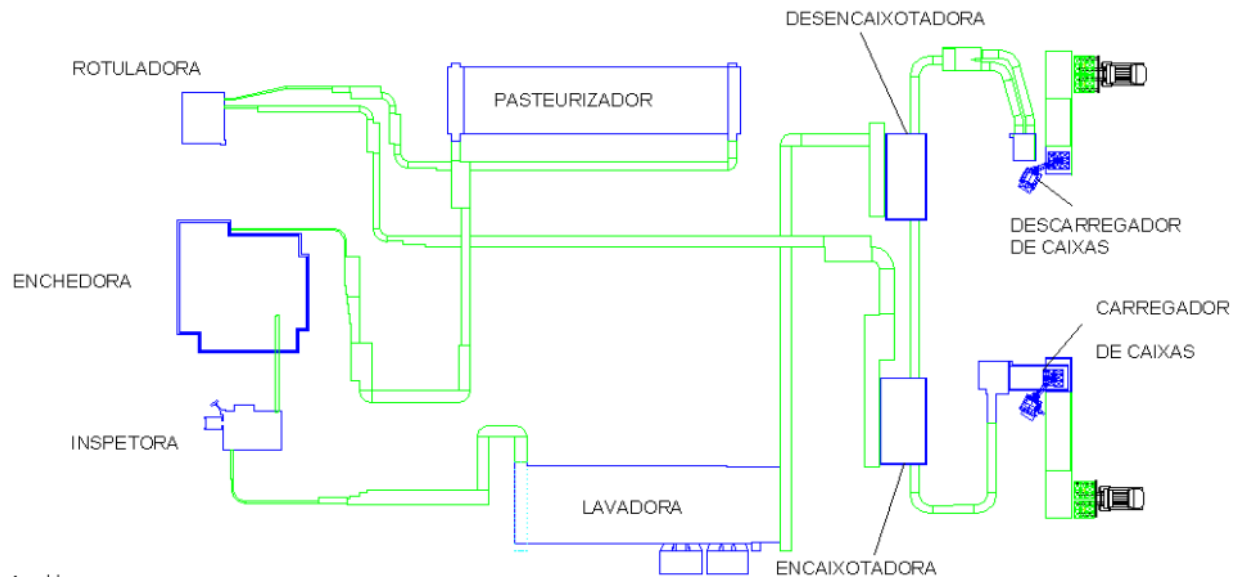 DESENCAIXOTADORA
ROTULADORA
PASTEURIZADOR
DESCARREGADOR
DE CAIXAS
ENCHEDORA
CARREGADOR
DE CAIXAS
INSPETORA
LAVADORA
ENCAIXOTADORA